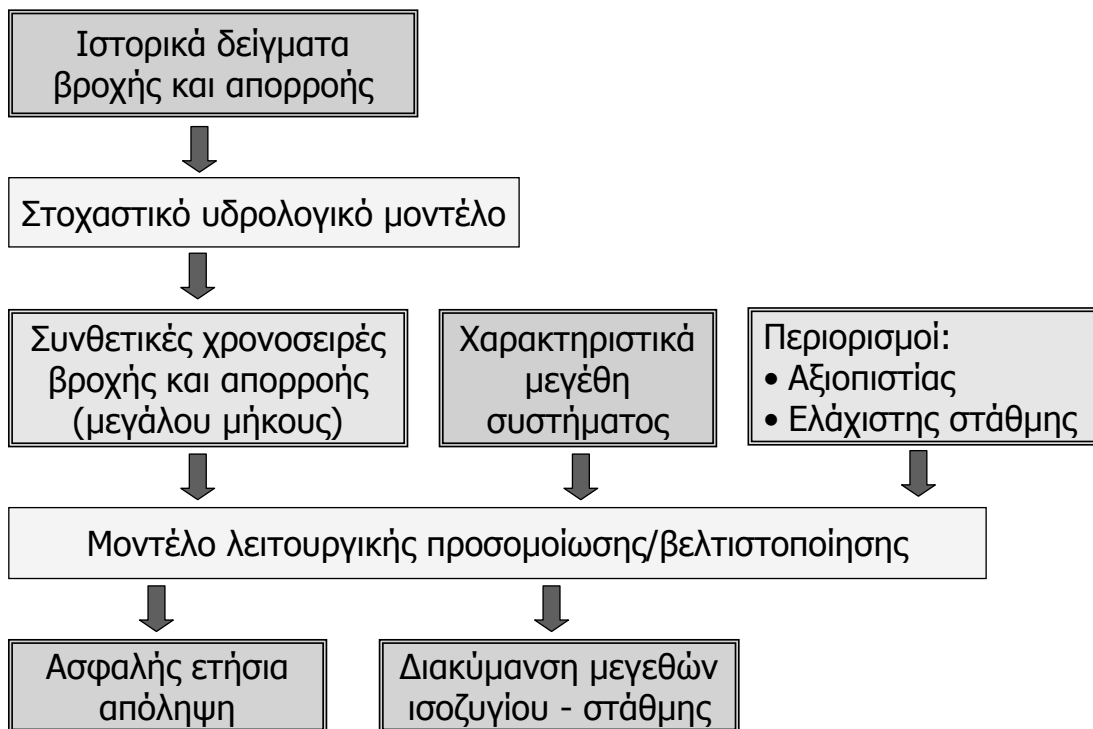 Ιστορικά δείγματα
βροχής και απορροής
Στοχαστικό υδρολογικό μοντέλο
Συνθετικές χρονοσειρές
βροχής και απορροής
(μεγάλου μήκους)
Χαρακτηριστικά
μεγέθη
συστήματος
Περιορισμοί:
• Αξιοπιστίας
• Ελάχιστης στάθμης
Μοντέλο λειτουργικής προσομοίωσης/βελτιστοποίησης
Ασφαλής ετήσια
απόληψη
Διακύμανση μεγεθών
ισοζυγίου - στάθμης